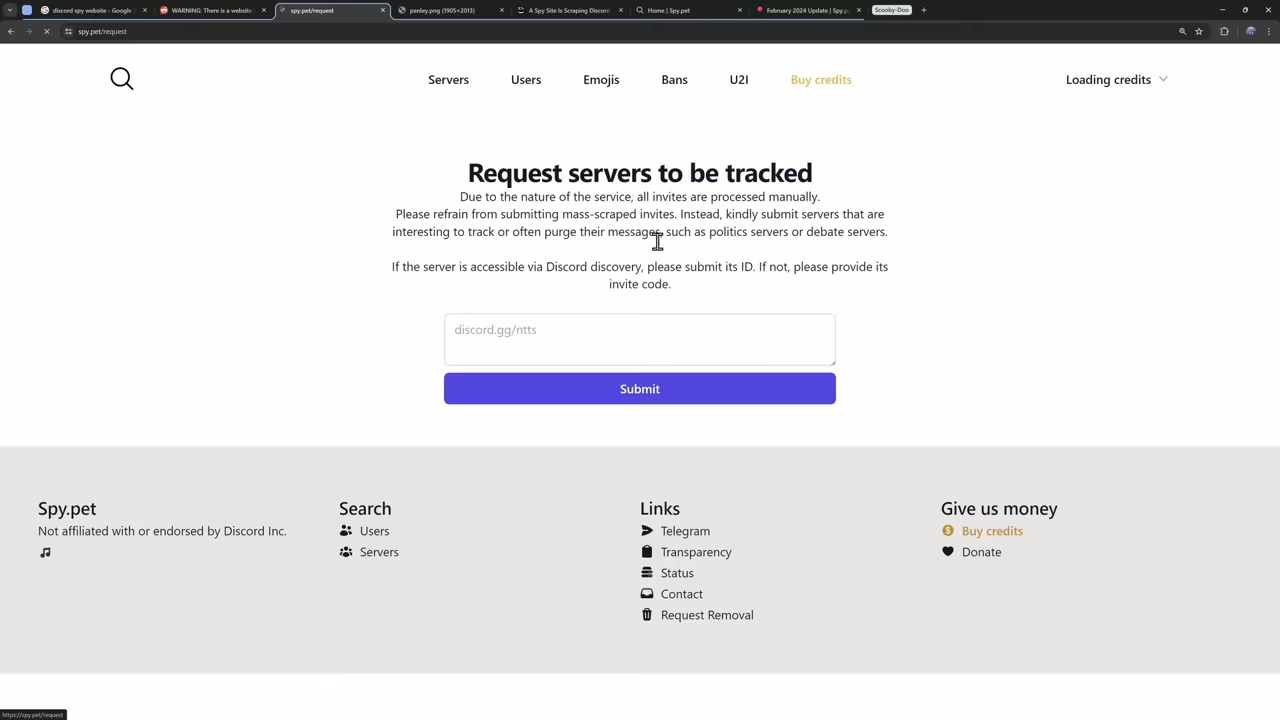 discord spy website - Google
WARNING: There is a website
spy.pet/request
panley.png (1905×2013)
A Spy Site Is Scraping Discord
Home | Spy.pet
February 2024 Update | Spy.p
Scooby-Doo
spy.pet/request
Servers
Users
Emojis
Bans
U2I
Buy credits
Loading credits
Request servers to be tracked
Due to the nature of the service, all invites are processed manually.
Please refrain from submitting mass-scraped invites. Instead, kindly submit servers that are
interesting to track or often purge their messages such as politics servers or debate servers.
If the server is accessible via Discord discovery, please submit its ID. If not, please provide its
invite code.
discord.gg/ntts
Submit
Spy.pet
Not affiliated with or endorsed by Discord Inc.
Search
Users
Servers
Links
Telegram
Transparency
Status
Contact
Request Removal
Give us money
Buy credits
Donate
https://spy.pet/request